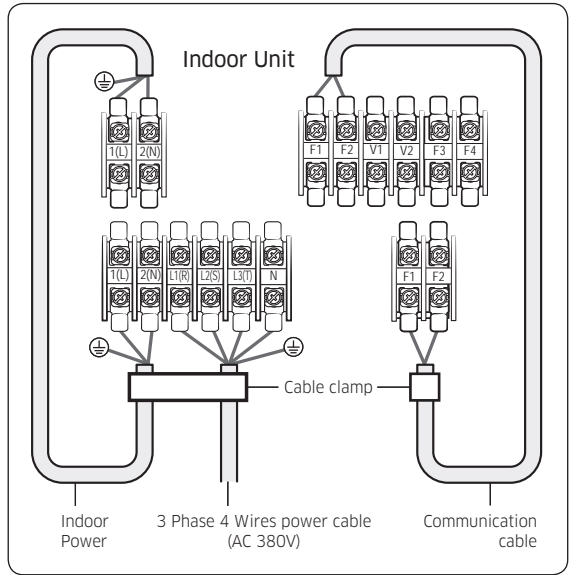 Indoor Unit
1(L) 2(N)
F1 F2 V1 V2 F3 F4
1(L) 2(N) L1(R) L2(S) L3(T) N
F1 F2
Cable clamp
Indoor
Power
3 Phase 4 Wires power cable
(AC 380V)
Communication
cable